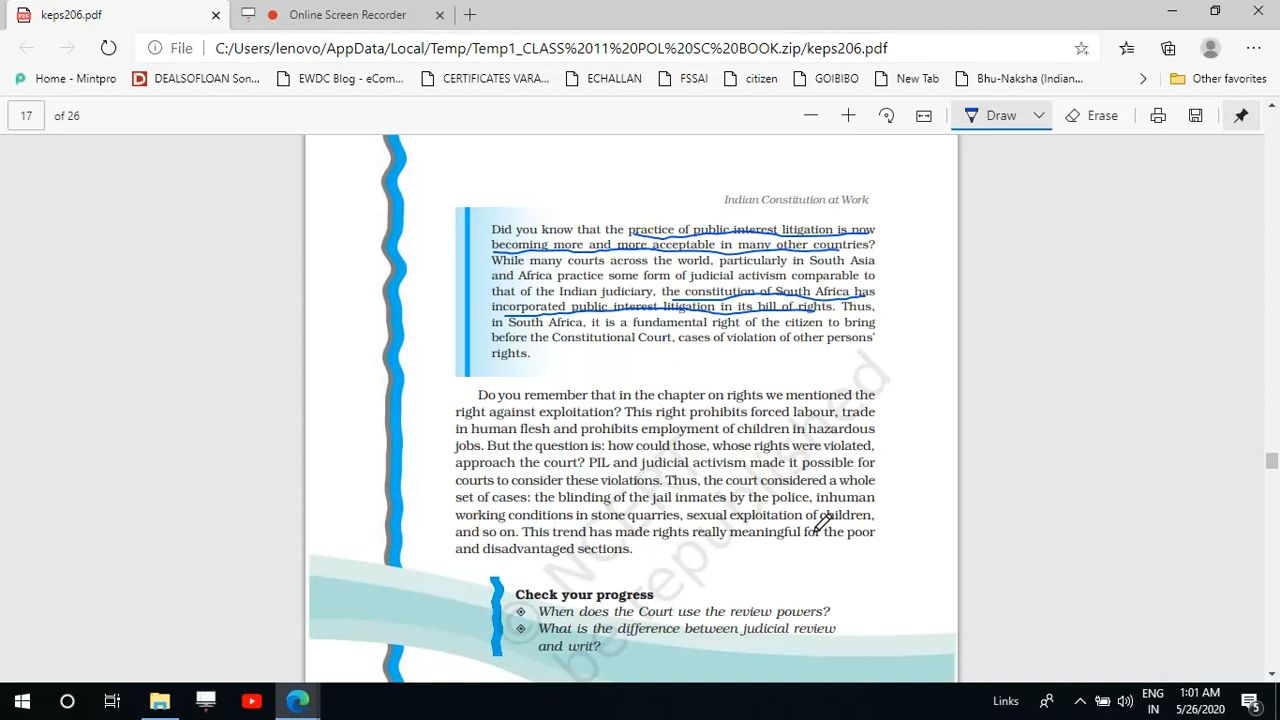 keps206.pdf
Online Screen Recorder
File C:/Users/lenovo/AppData/Local/Temp/Temp1_CLASS%2011%20POL%20SC%20BOOK.zip/keps206.pdf
Home - Mintpro DEALSOFLOAN Son... EWDC Blog - eCom... CERTIFICATES VARA... ECHALLAN FSSAI citizen GOIBIBO New Tab Bhu-Naksha (Indian... Other favorites
17 of 26 Draw Erase
Indian Constitution at Work
Did you know that the practice of public interest litigation is now
becoming more and more acceptable in many other countries?
While many courts across the world, particularly in South Asia
and Africa practice some form of judicial activism comparable to
that of the Indian judiciary, the constitution of South Africa has
incorporated public interest litigation in its bill of rights. Thus,
in South Africa, it is a fundamental right of the citizen to bring
before the Constitutional Court, cases of violation of other persons'
rights.
Do you remember that in the chapter on rights we mentioned the
right against exploitation? This right prohibits forced labour, trade
in human flesh and prohibits employment of children in hazardous
jobs. But the question is: how could those, whose rights were violated,
approach the court? PIL and judicial activism made it possible for
courts to consider these violations. Thus, the court considered a whole
set of cases: the blinding of the jail inmates by the police, inhuman
working conditions in stone quarries, sexual exploitation of children,
and so on. This trend has made rights really meaningful for the poor
and disadvantaged sections.
© NCERT
be republished
Check your progress
When does the Court use the review powers?
What is the difference between judicial review
and writ?
Links
ENG
IN
1:01 AM
5/26/2020
5